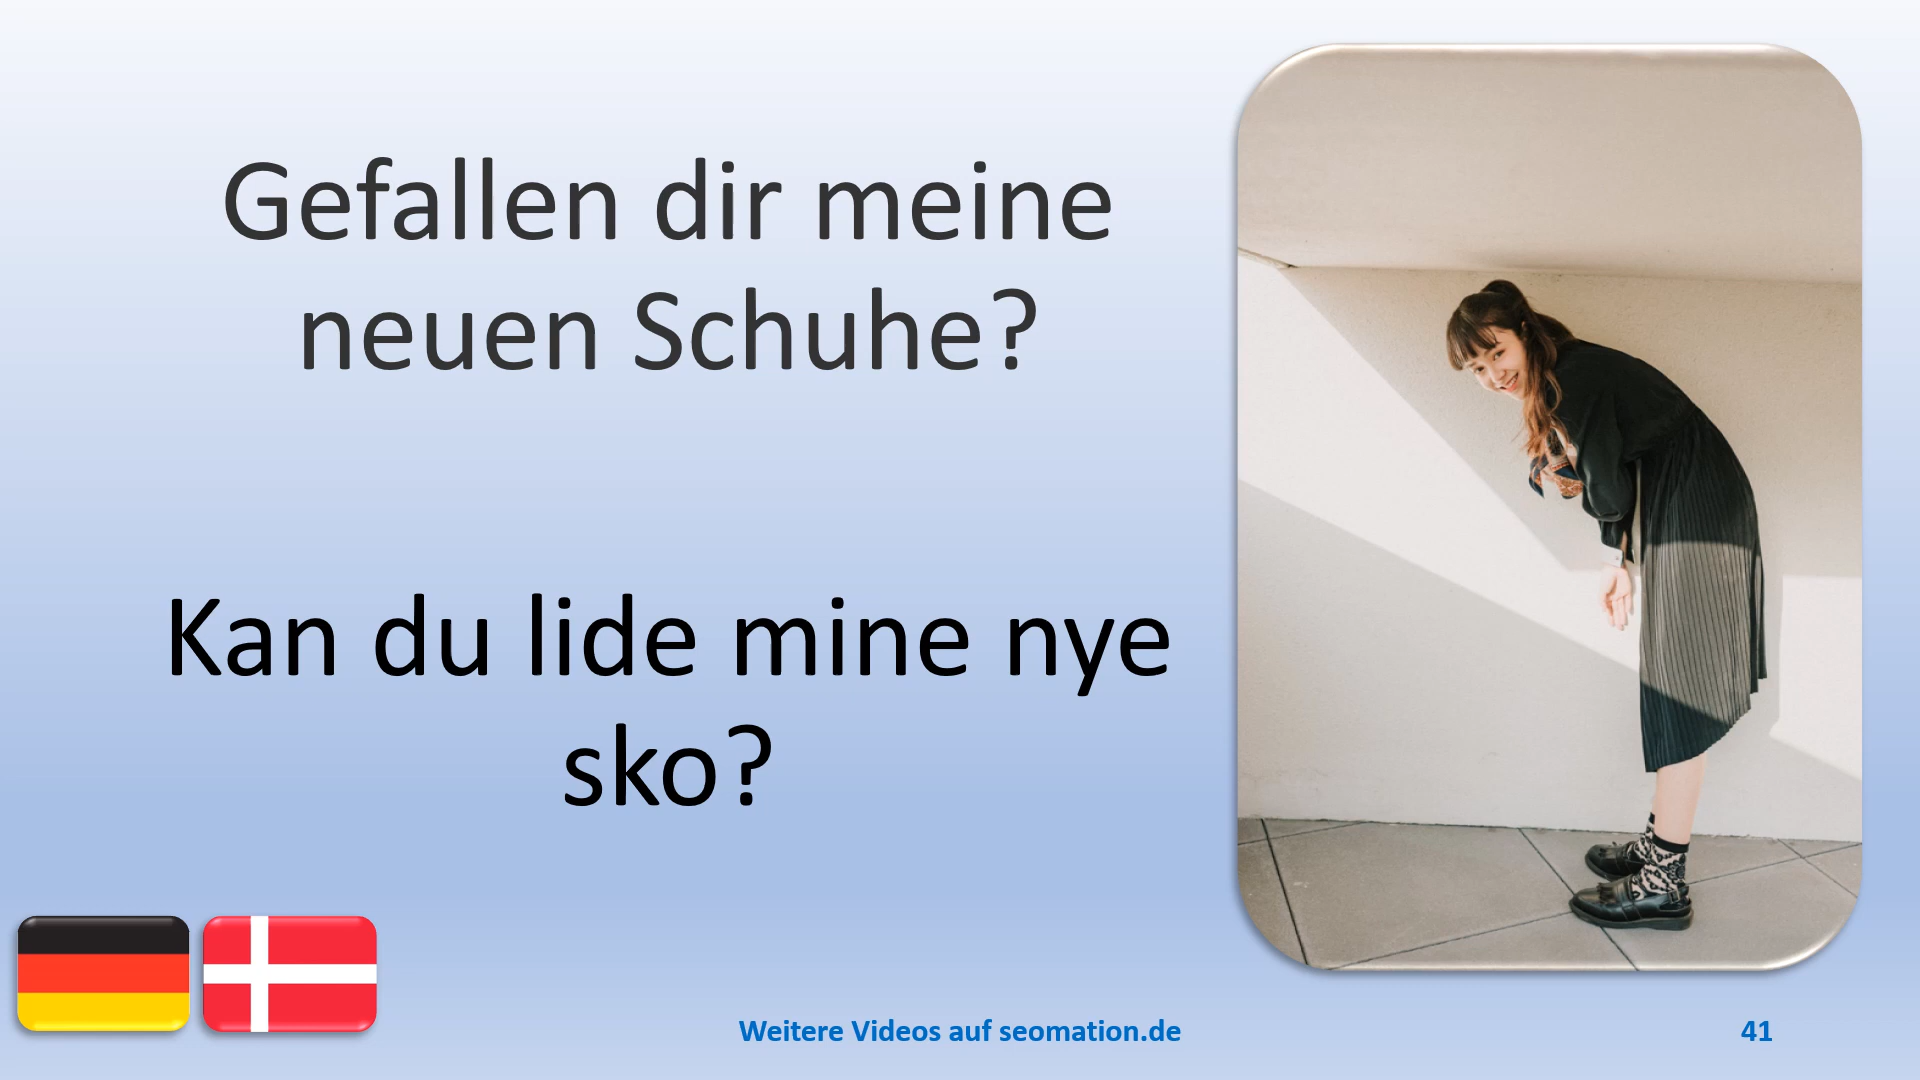 Gefallen dir meine
neuen Schuhe?
Kan du lide mine nye
sko?
Weitere Videos auf seomation.de
41